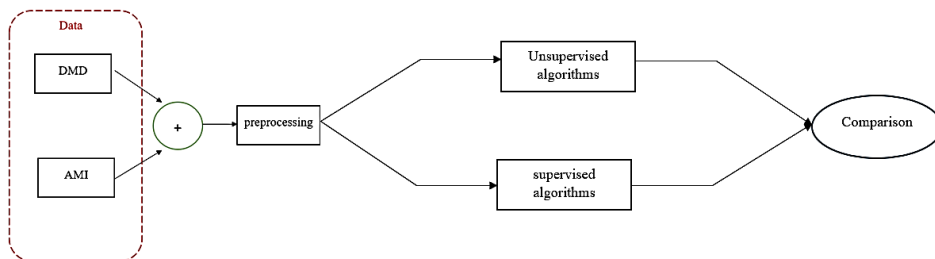 Data
DMD
AMI
+
preprocessing
Unsupervised
algorithms
supervised
algorithms
Comparison